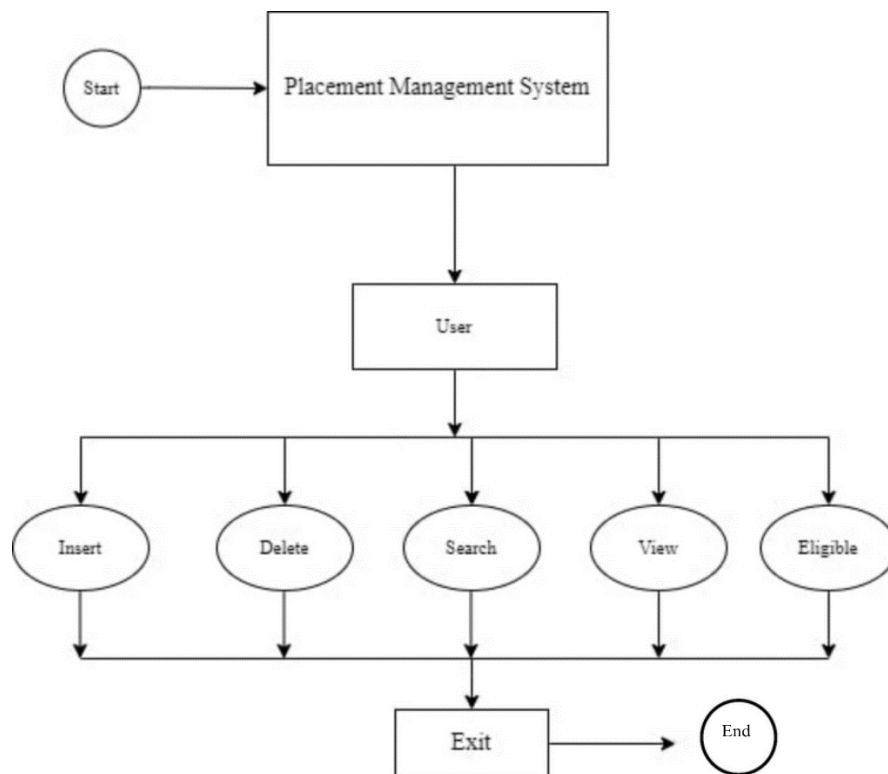 Start
Placement Management System
User
Insert
Delete
Search
View
Eligible
Exit
End